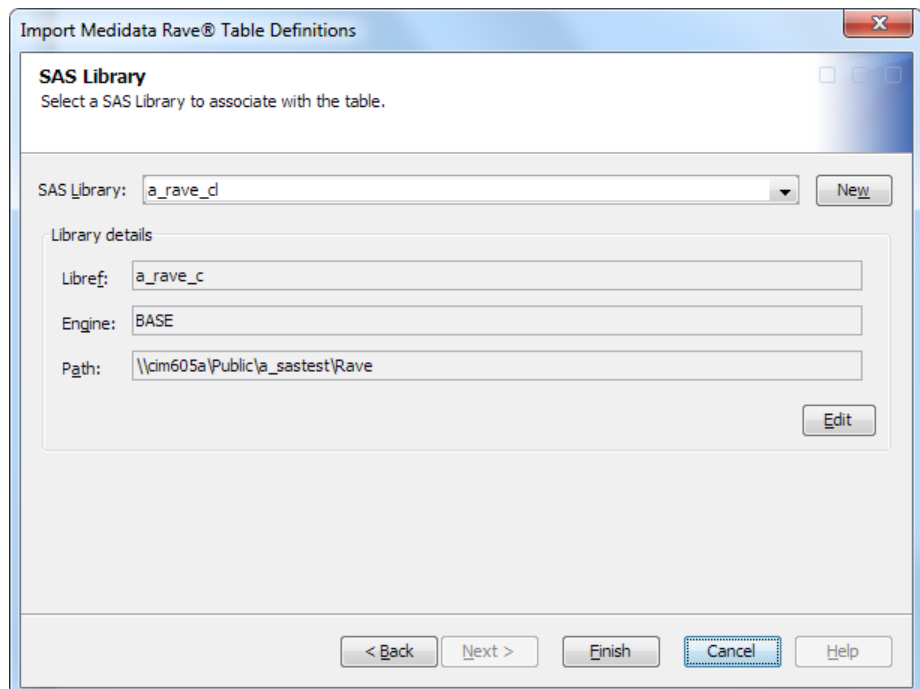 Import Medidata Rave® Table Definitions
SAS Library
Select a SAS Library to associate with the table.
SAS Library: a_rave_cl New
Library details
Libref: a_rave_c
Engine: BASE
Path: \\cim605a\Public\a_sastest\Rave
Edit
< Back Next > Finish Cancel Help